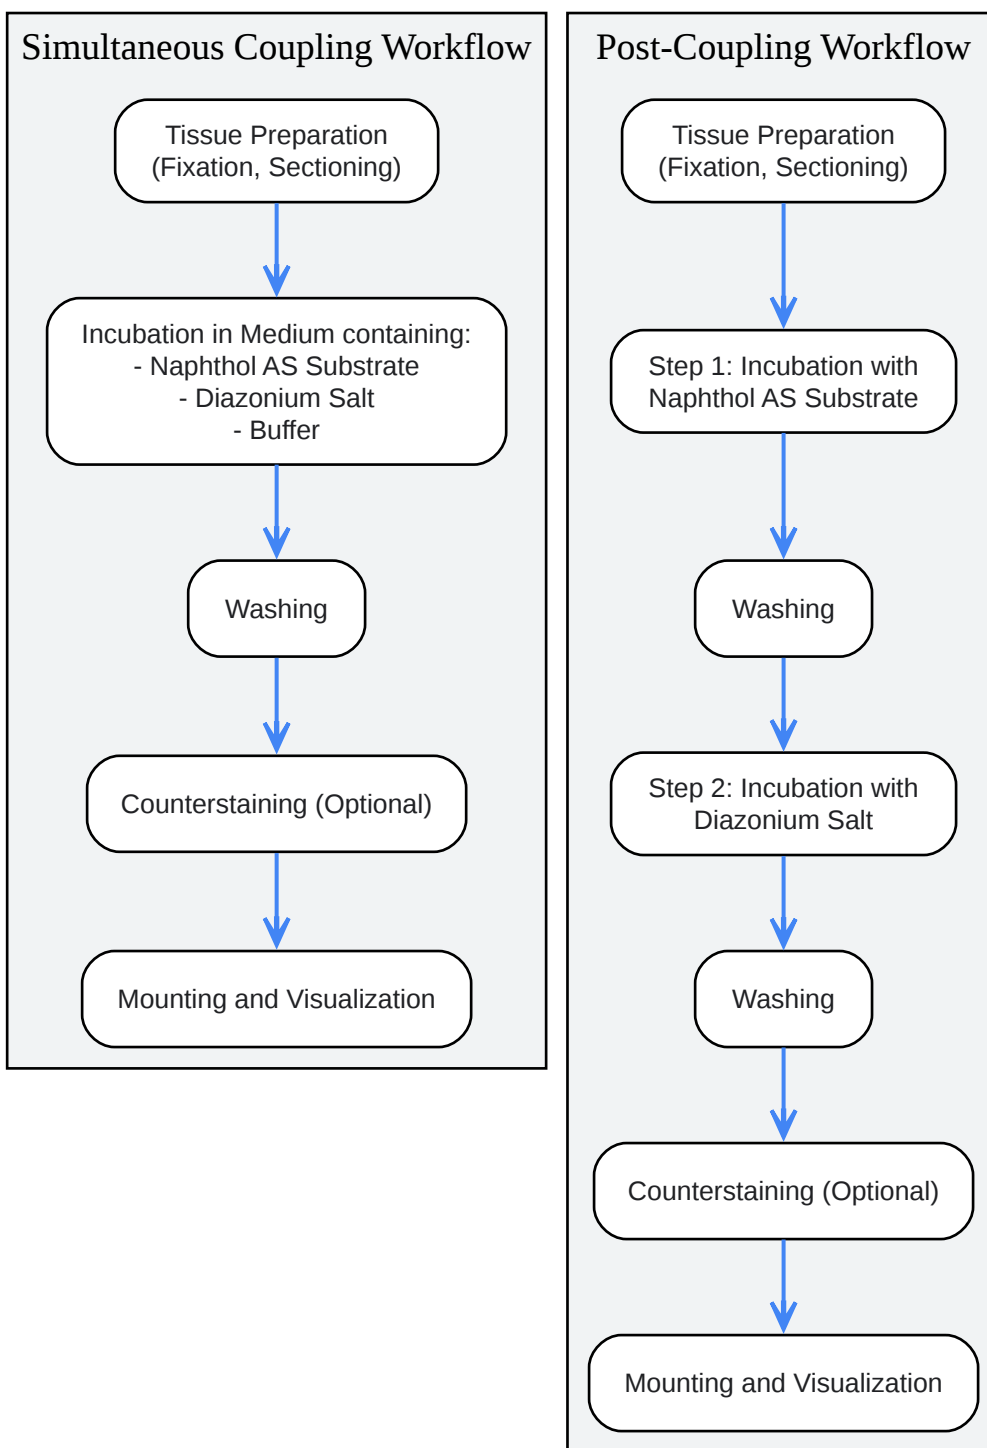 Simultaneous Coupling Workflow
Tissue Preparation
(Fixation, Sectioning)
Incubation in Medium containing:
- Naphthol AS Substrate
- Diazonium Salt
- Buffer
Washing
Counterstaining (Optional)
Mounting and Visualization
Post-Coupling Workflow
Tissue Preparation
(Fixation, Sectioning)
Step 1: Incubation with
Naphthol AS Substrate
Washing
Step 2: Incubation with
Diazonium Salt
Washing
Counterstaining (Optional)
Mounting and Visualization